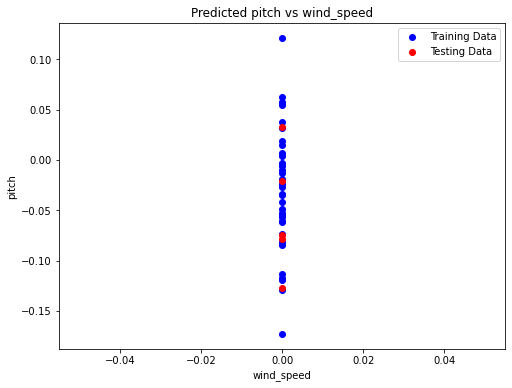 Predicted pitch vs wind_speed
Training Data
Testing Data
0.10
0.05
0.00
−0.05
−0.10
−0.15
pitch
−0.04
−0.02
0.00
0.02
0.04
wind_speed